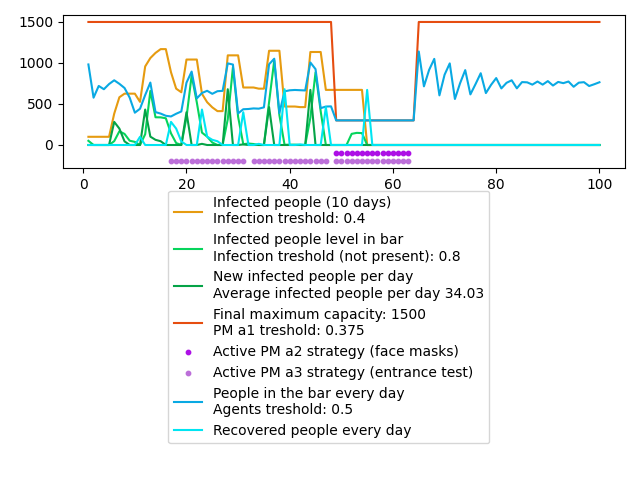 1500
1000
500
0
0
20
40
60
80
100
Infected people (10 days)
Infection treshold: 0.4
Infected people level in bar
Infection treshold (not present): 0.8
New infected people per day
Average infected people per day 34.03
Final maximum capacity: 1500
PM a1 treshold: 0.375
Active PM a2 strategy (face masks)
Active PM a3 strategy (entrance test)
People in the bar every day
Agents treshold: 0.5
Recovered people every day